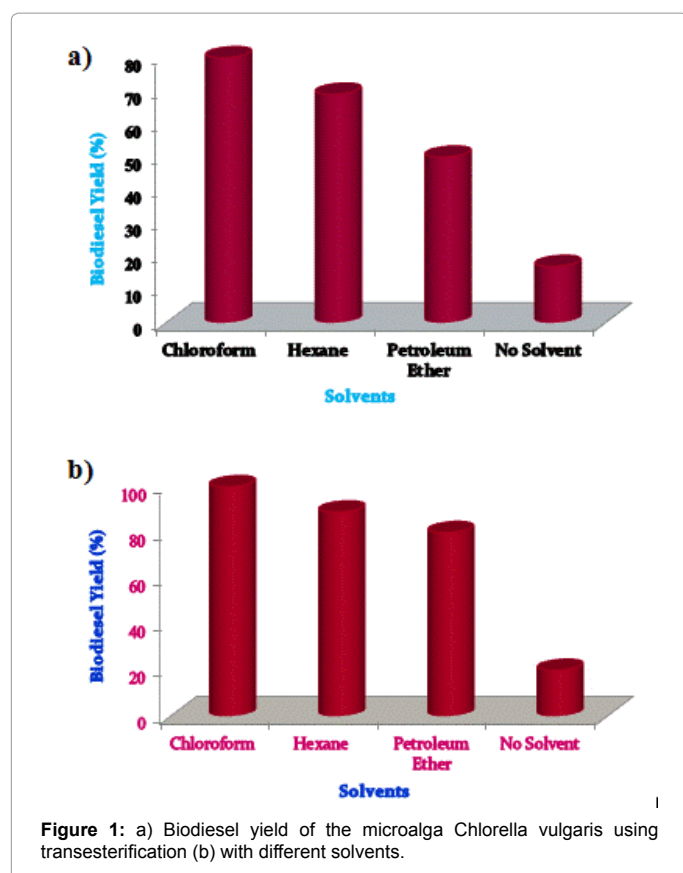 a)
80
70
60
50
40
30
20
10
0
Biodiesel Yield (%)
Chloroform Hexane Petroleum Ether No Solvent
Solvents
b)
100
80
60
40
20
0
Biodiesel Yield (%)
Chloroform Hexane Petroleum Ether No Solvent
Solvents
Figure 1: a) Biodiesel yield of the microalga Chlorella vulgaris using
transesterification (b) with different solvents.